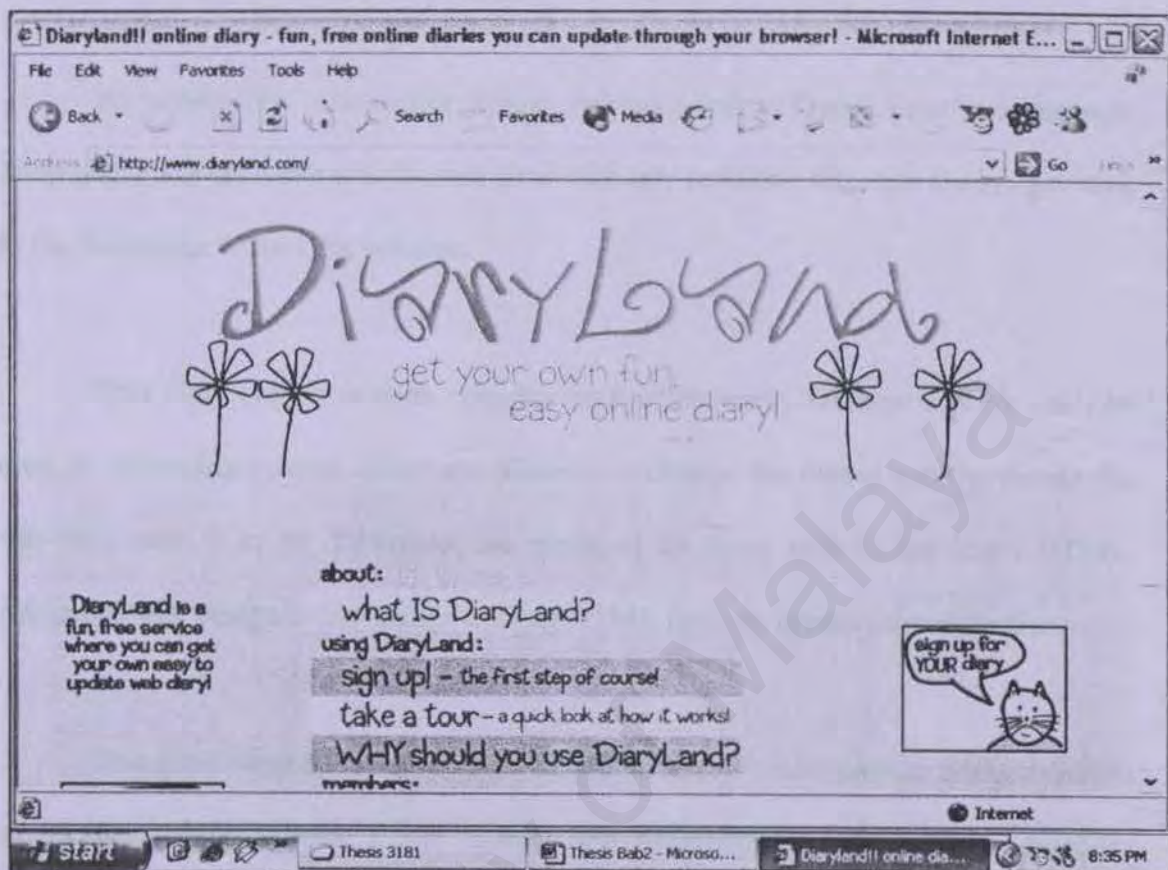 Diaryland!! online diary - fun, free online diaries you can update through your browser! - Microsoft Internet E...
File Edit View Favorites Tools Help
Back Search Favorites Media
Address http://www.diaryland.com/ Go Links
DiaryLand
get your own fun,
easy online diary!
about:
what IS DiaryLand?
using DiaryLand:
sign up! - the first step of course!
take a tour - a quick look at how it works!
WHY should you use DiaryLand?
members:
DiaryLand is a
fun, free service
where you can get
your own easy to
update web diary!
sign up for
YOUR diary
Internet
start Thesis 3181 Thesis Bab2 - Microso... Diaryland!! online dia... 8:35 PM
Malaya